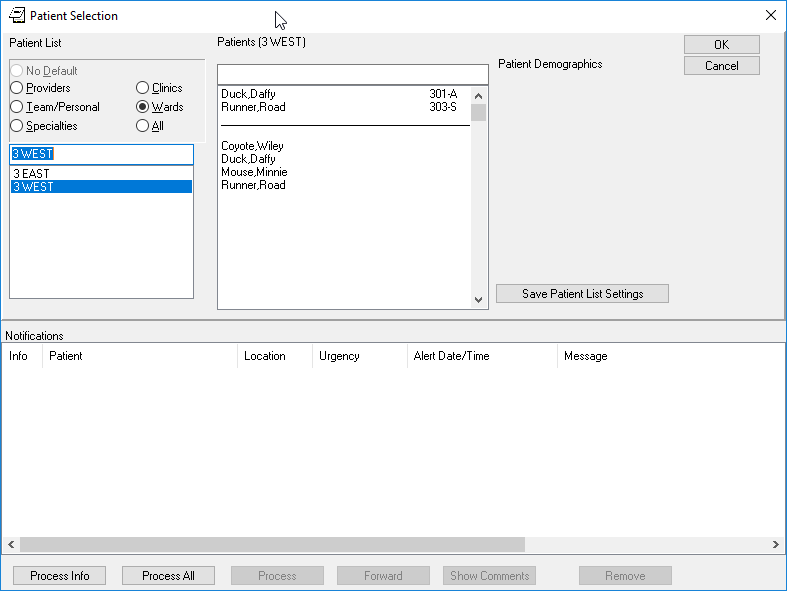 Patient Selection
Patient List
No Default
Providers
Clinics
Team/Personal
Wards
Specialties
All
3 WEST
3 EAST
3 WEST
Patients (3 WEST)
Duck,Daffy 301-A
Runner,Road 303-S
Coyote,Wiley
Duck,Daffy
Mouse,Minnie
Runner,Road
Patient Demographics
OK
Cancel
Save Patient List Settings
Notifications
Info Patient Location Urgency Alert Date/Time Message
Process Info Process All Process Forward Show Comments Remove